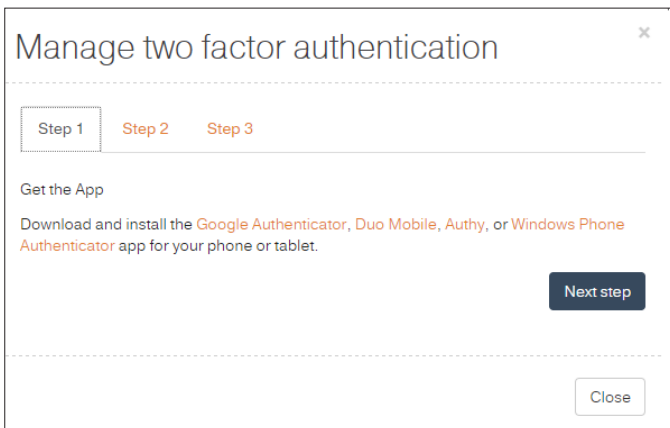 Manage two factor authentication
×
Step 1 Step 2 Step 3
Get the App
Download and install the Google Authenticator, Duo Mobile, Authy, or Windows Phone
Authenticator app for your phone or tablet.
Next step
Close